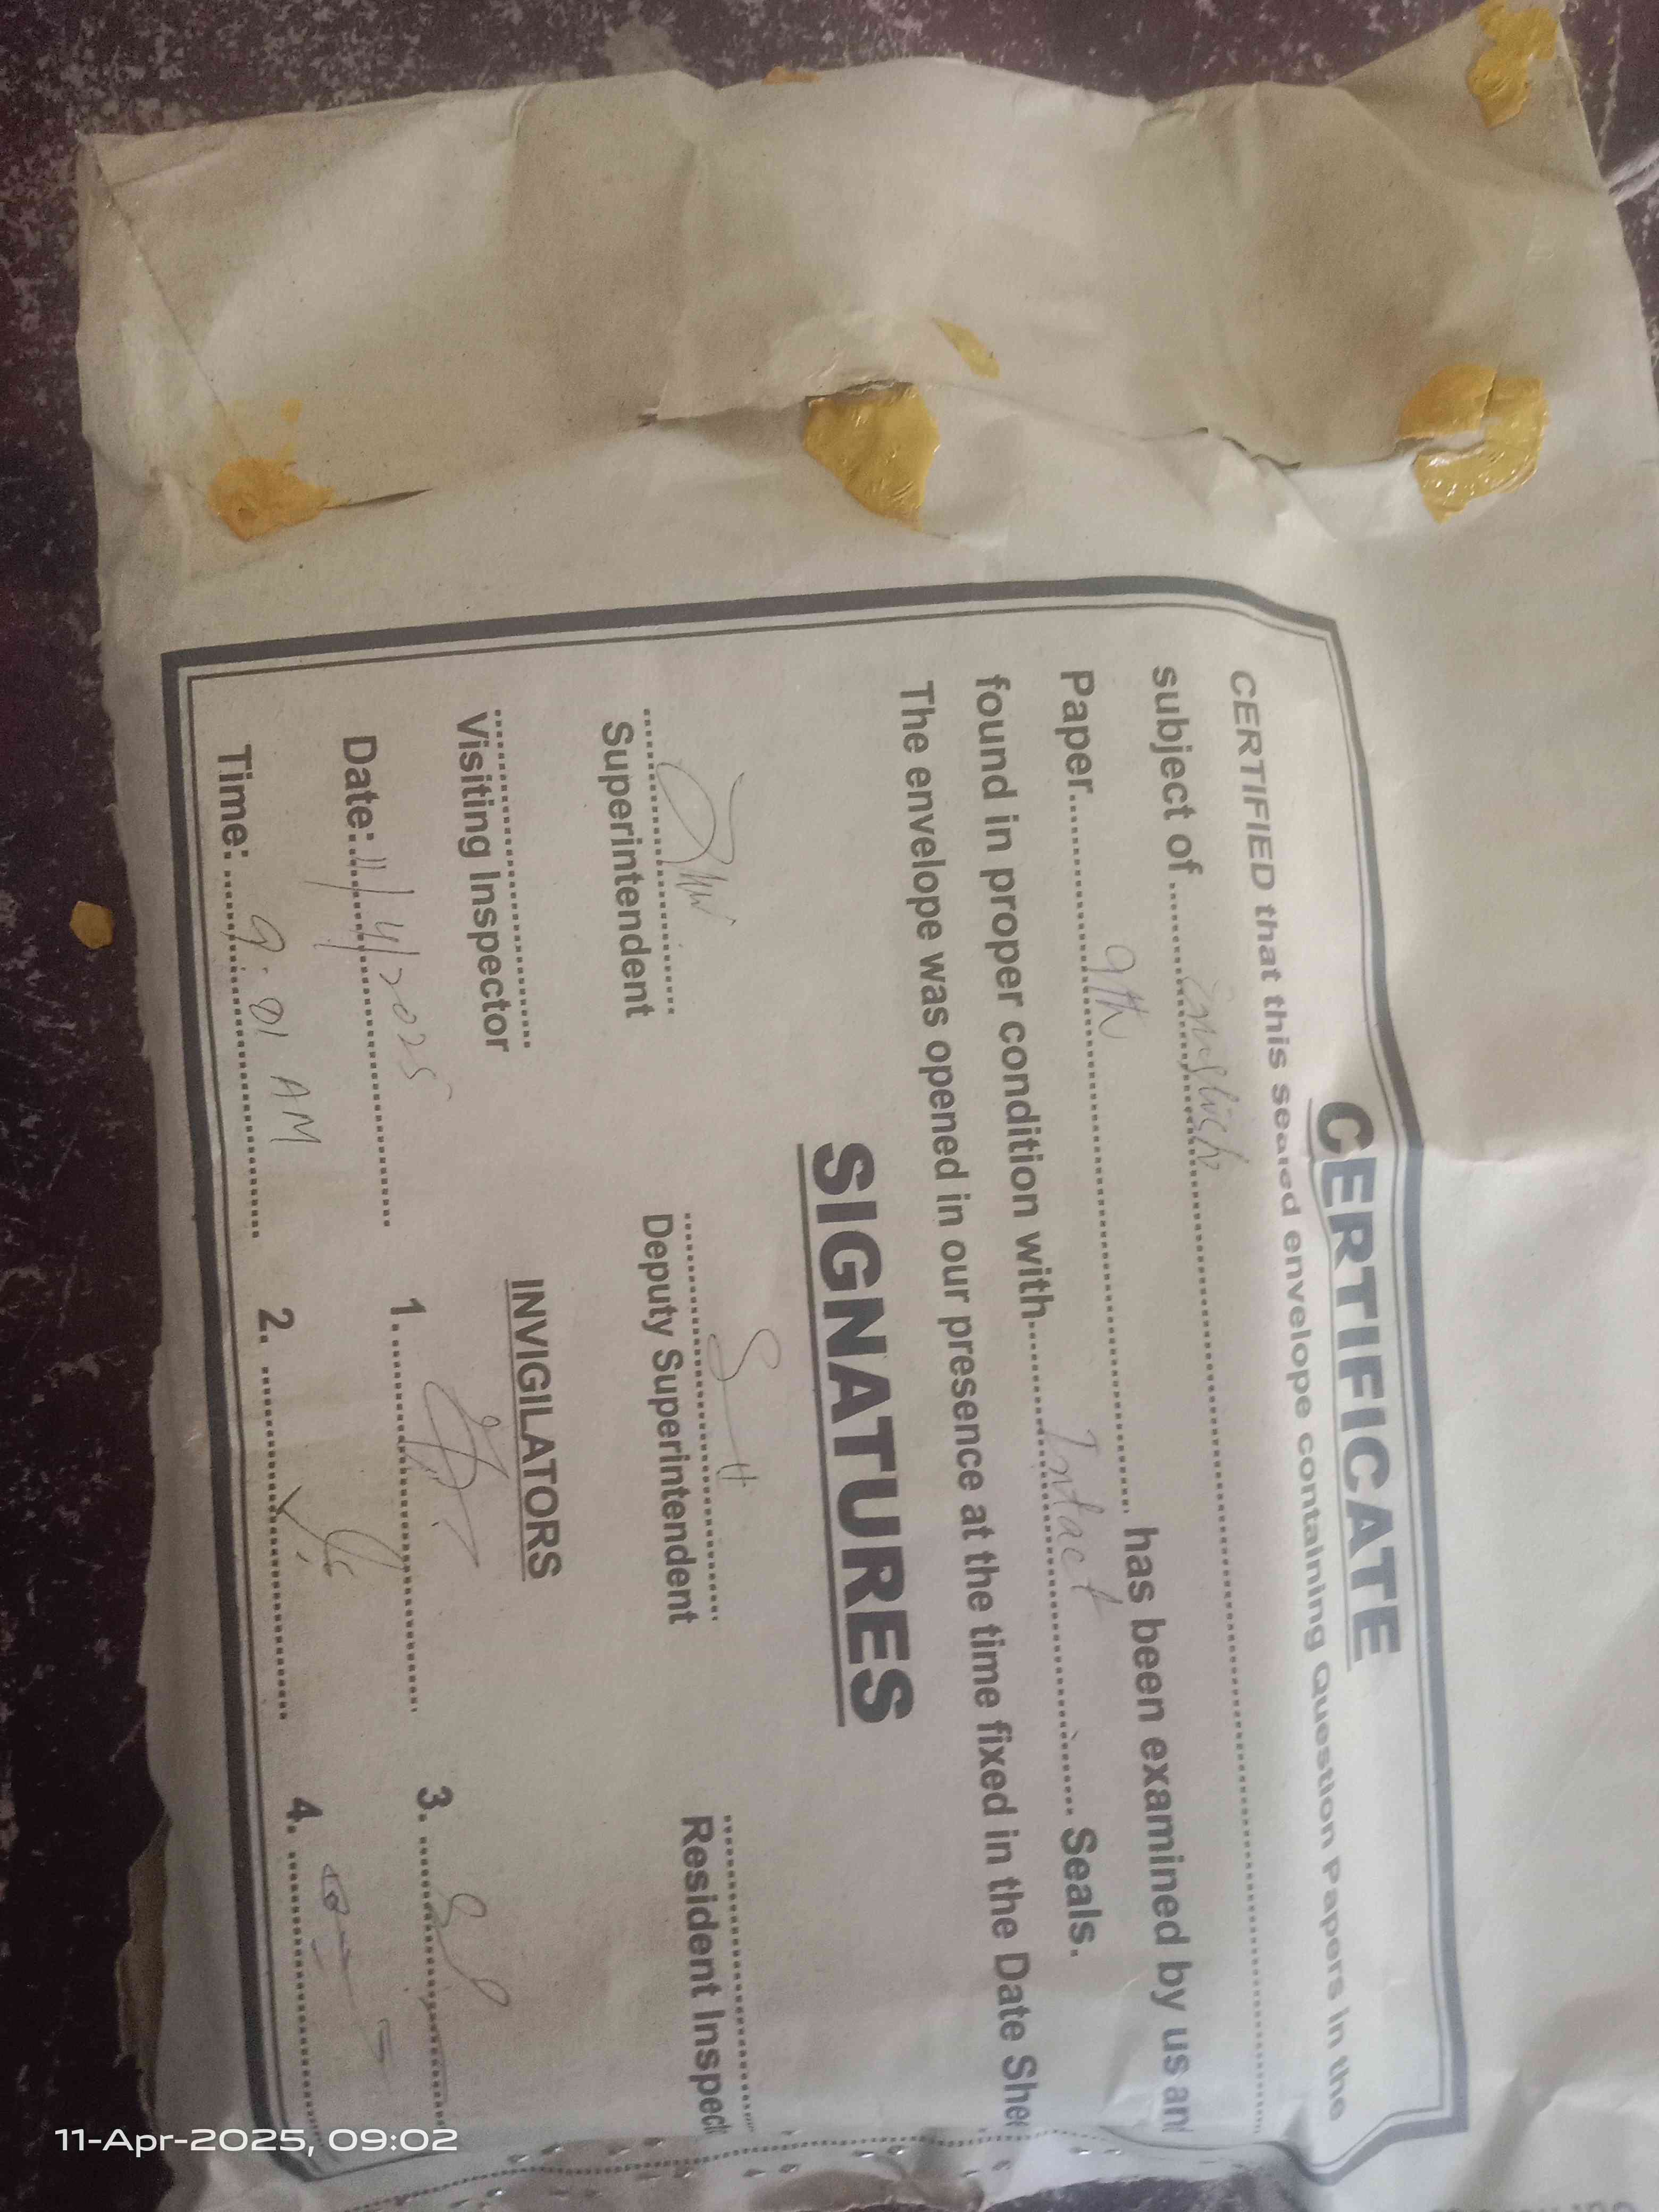 CERTIFICATE
CERTIFIED that this sealed envelope containing Question Papers in the
subject of ...... English ......
Paper...... 9th ...... has been examined by us and
found in proper condition with...... Intact ...... Seals.
The envelope was opened in our presence at the time fixed in the Date Shee
SIGNATURES
Superintendent
Deputy Superintendent
Resident Inspect
Visiting Inspector
INVIGILATORS
Date: 11/4/2025
1.
3.
Time: 9:01 AM
2.
4.
11-Apr-2025, 09:02